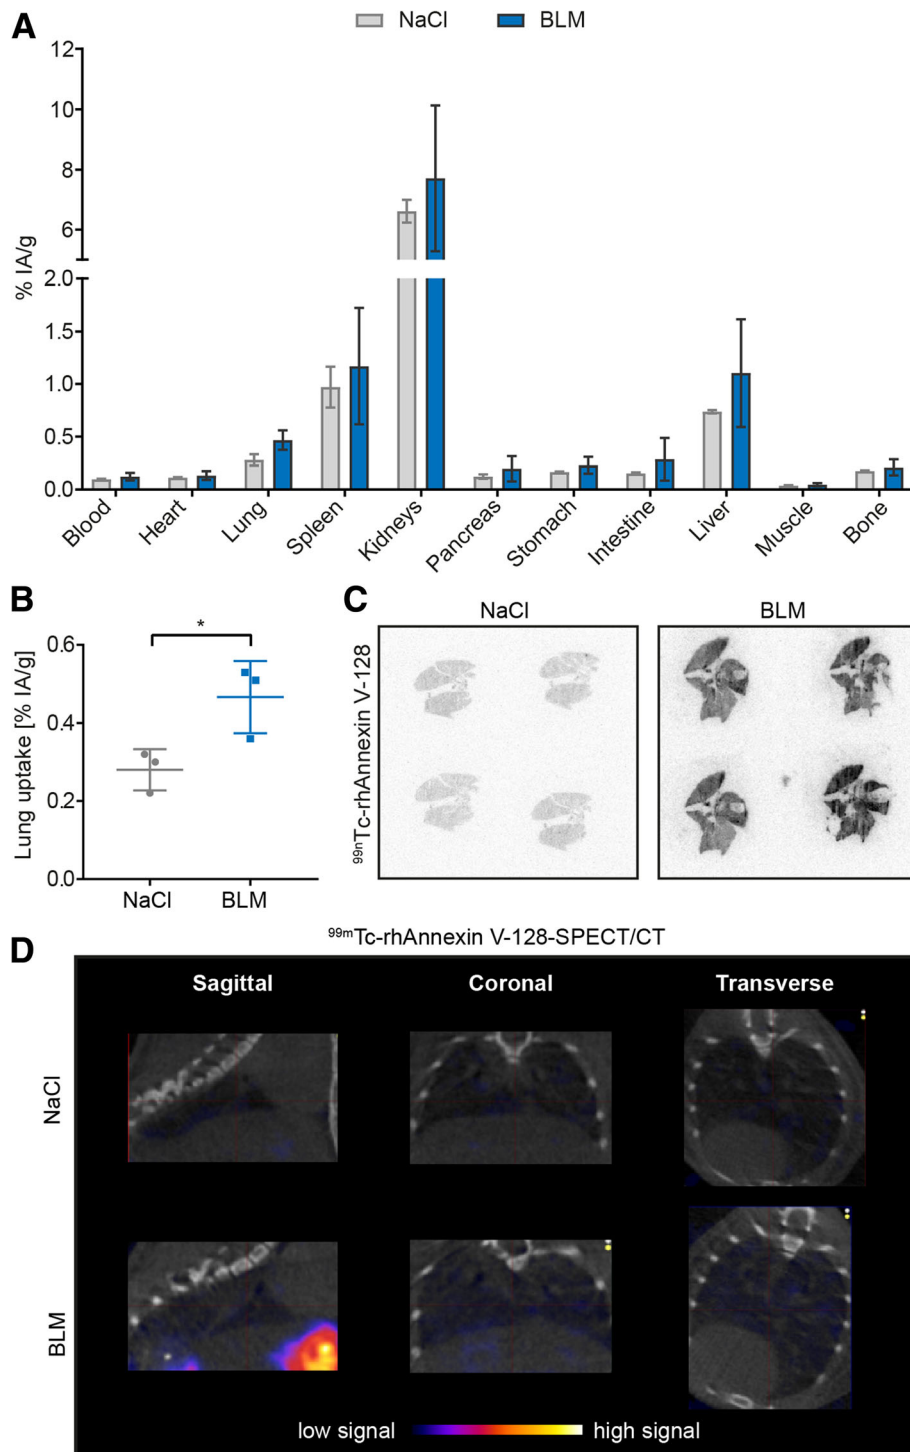 A
NaCl BLM
% IA/g
12
10
8
6
2.0
1.5
1.0
0.5
0.0
Blood Heart Lung Spleen Kidneys Pancreas Stomach Intestine Liver Muscle Bone
B
Lung uptake [% IA/g]
*
0.6
0.4
0.2
0.0
NaCl BLM
C
NaCl BLM
99nTc-rhAnnexin V-128
D
99mTc-rhAnnexin V-128-SPECT/CT
Sagittal Coronal Transverse
NaCl
BLM
low signal high signal